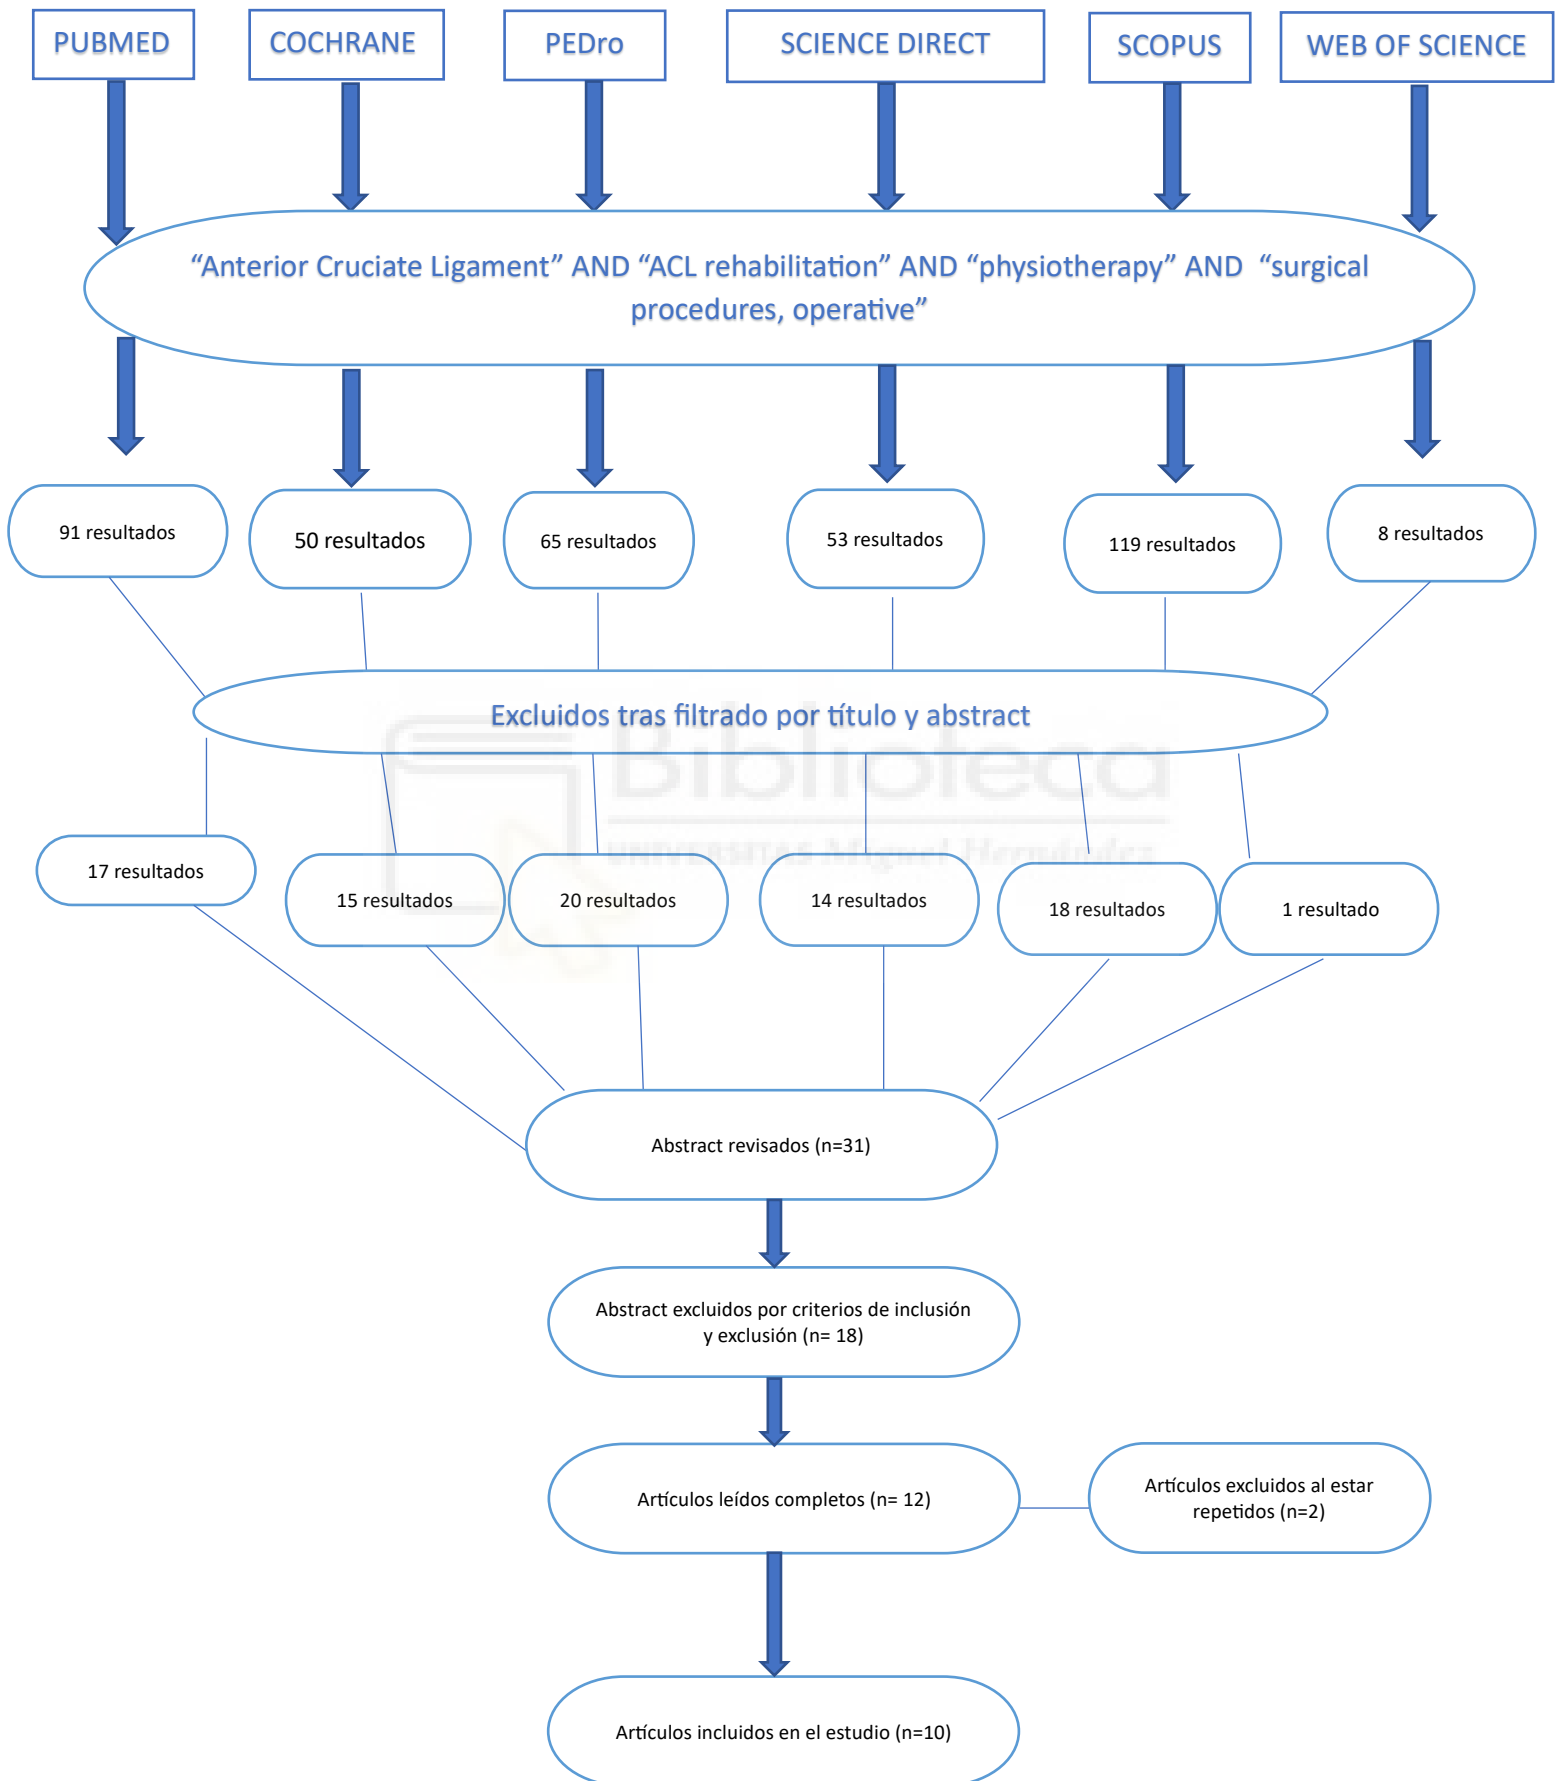 PUBMED
COCHRANE
PEDro
SCIENCE DIRECT
SCOPUS
WEB OF SCIENCE
“Anterior Cruciate Ligament” AND “ACL rehabilitation” AND “physiotherapy” AND “surgical
procedures, operative”
91 resultados
50 resultados
65 resultados
53 resultados
119 resultados
8 resultados
Excluidos tras filtrado por título y abstract
Biblioteca
UNIVERSITAS Miguel Hernández
17 resultados
15 resultados
20 resultados
14 resultados
18 resultados
1 resultado
Abstract revisados (n=31)
Abstract excluidos por criterios de inclusión
y exclusión (n= 18)
Artículos leídos completos (n= 12)
Artículos excluidos al estar
repetidos (n=2)
Artículos incluidos en el estudio (n=10)